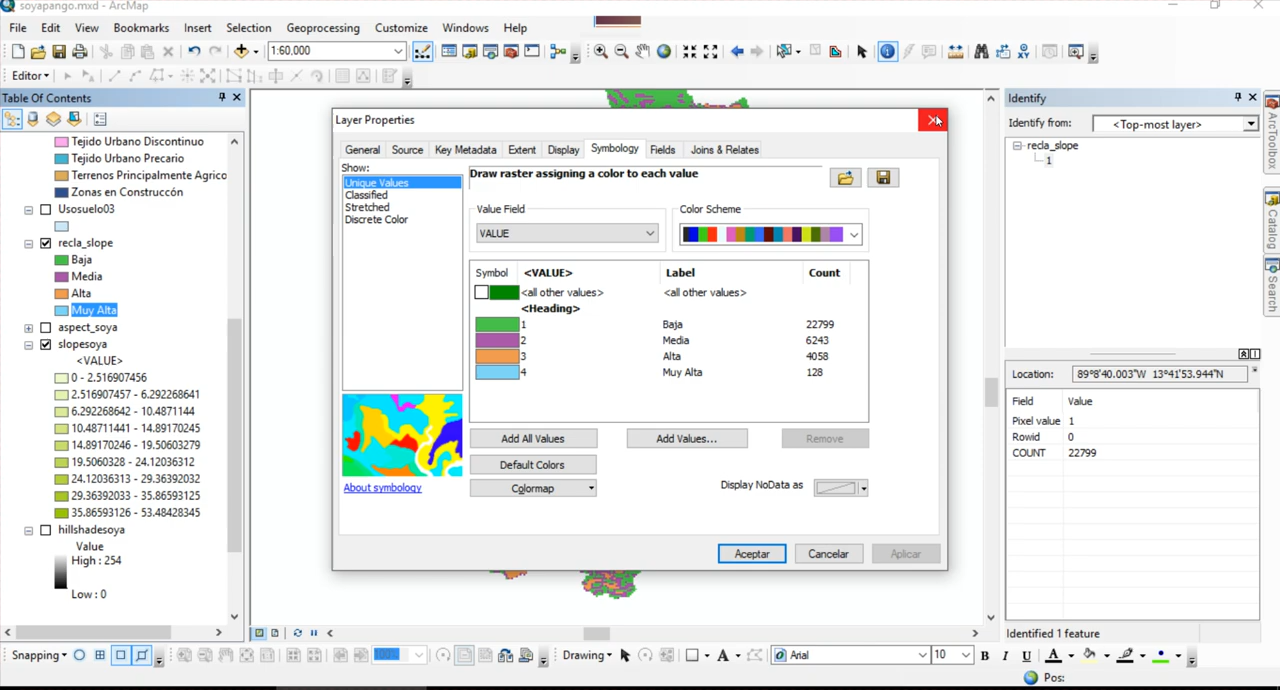 soyapango.mxd - ArcMap
File Edit View Bookmarks Insert Selection Geoprocessing Customize Windows Help
1:60,000
Editor
Table Of Contents
Tejido Urbano Discontinuo
Tejido Urbano Precario
Terrenos Principalmente Agrico
Zonas en Construccón
Usosuelo03
recla_slope
Baja
Media
Alta
Muy Alta
aspect_soya
slopesoya
<VALUE>
0 - 2.516907456
2.516907457 - 6.292268641
6.292268642 - 10.4871144
10.48711441 - 14.89170245
14.89170246 - 19.50603279
19.5060328 - 24.12036312
24.12036313 - 29.36392032
29.36392033 - 35.86593125
35.86593126 - 53.48428345
hillshadesoya
Value
High : 254
Low : 0
Layer Properties
General Source Key Metadata Extent Display Symbology Fields Joins & Relates
Show:
Unique Values
Classified
Stretched
Discrete Color
About symbology
Draw raster assigning a color to each value
Value Field
VALUE
Color Scheme
Symbol <VALUE> Label Count
<all other values> <all other values>
<Heading>
1 Baja 22799
2 Media 6243
3 Alta 4058
4 Muy Alta 128
Add All Values Add Values... Remove
Default Colors
Colormap
Display NoData as
Aceptar Cancelar Aplicar
Identify
Identify from: <Top-most layer>
recla_slope
1
Location: 89°8'40.003"W 13°41'53.944"N
Field Value
Pixel value 1
Rowid 0
COUNT 22799
Identified 1 feature
ArcToolbox
Catalog
Search
Snapping
100%
Drawing
A
Arial
10
B I U A
Pos: